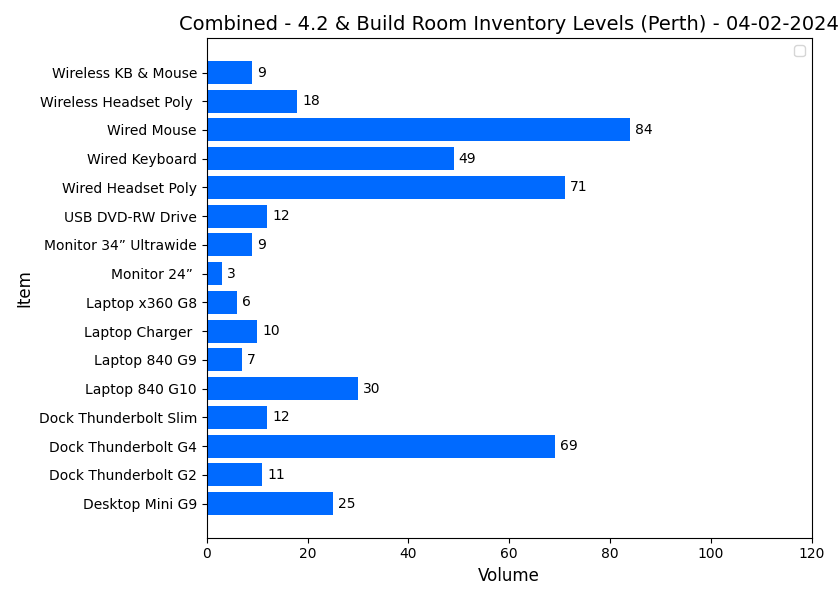 Combined - 4.2 & Build Room Inventory Levels (Perth) - 04-02-2024
Wireless KB & Mouse 9
Wireless Headset Poly 18
Wired Mouse 84
Wired Keyboard 49
Wired Headset Poly 71
USB DVD-RW Drive 12
Monitor 34” Ultrawide 9
Monitor 24” 3
Laptop x360 G8 6
Laptop Charger 10
Laptop 840 G9 7
Laptop 840 G10 30
Dock Thunderbolt Slim 12
Dock Thunderbolt G4 69
Dock Thunderbolt G2 11
Desktop Mini G9 25
Item
0 20 40 60 80 100 120
Volume